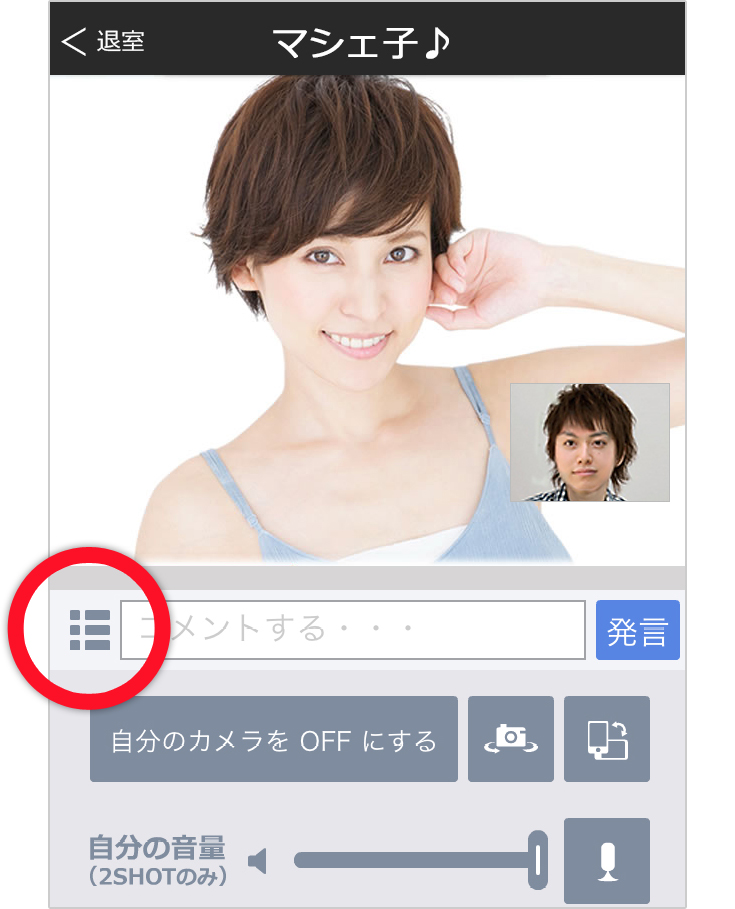 退室
マシェ子♪
コメントする・・・
発言
自分のカメラを OFF にする
自分の音量
（2SHOTのみ）